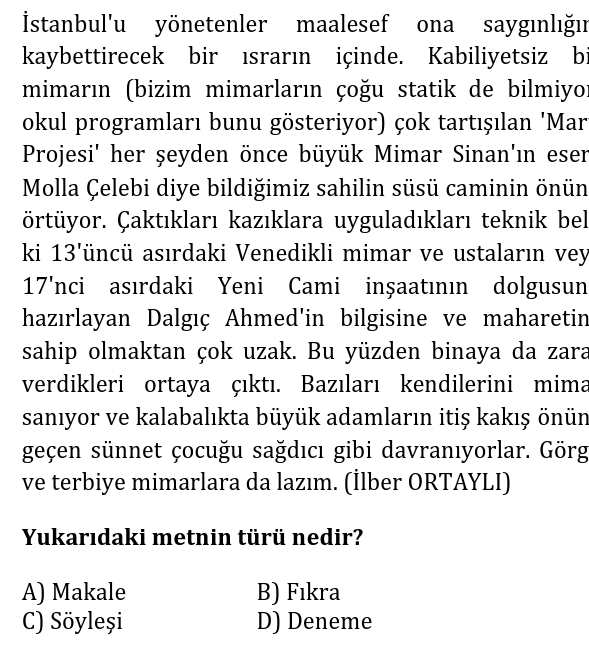 İstanbul'u yönetenler maalesef ona saygınlığın
kaybettirecek bir ısrarın içinde. Kabiliyetsiz bi
mimarın (bizim mimarların çoğu statik de bilmiyo
okul programları bunu gösteriyor) çok tartışılan 'Mar
Projesi' her şeyden önce büyük Mimar Sinan'ın eser
Molla Çelebi diye bildiğimiz sahilin süsü caminin önün
örtüyor. Çaktıkları kazıklara uyguladıkları teknik bel
ki 13'üncü asırdaki Venedikli mimar ve ustaların vey
17'nci asırdaki Yeni Cami inşaatının dolgusun
hazırlayan Dalgıç Ahmed'in bilgisine ve maharetin
sahip olmaktan çok uzak. Bu yüzden binaya da zara
verdikleri ortaya çıktı. Bazıları kendilerini mima
sanıyor ve kalabalıkta büyük adamların itiş kakış önün
geçen sünnet çocuğu sağdıcı gibi davranıyorlar. Görg
ve terbiye mimarlara da lazım. (İlber ORTAYLI)
Yukarıdaki metnin türü nedir?
A) Makale B) Fıkra
C) Söyleşi D) Deneme